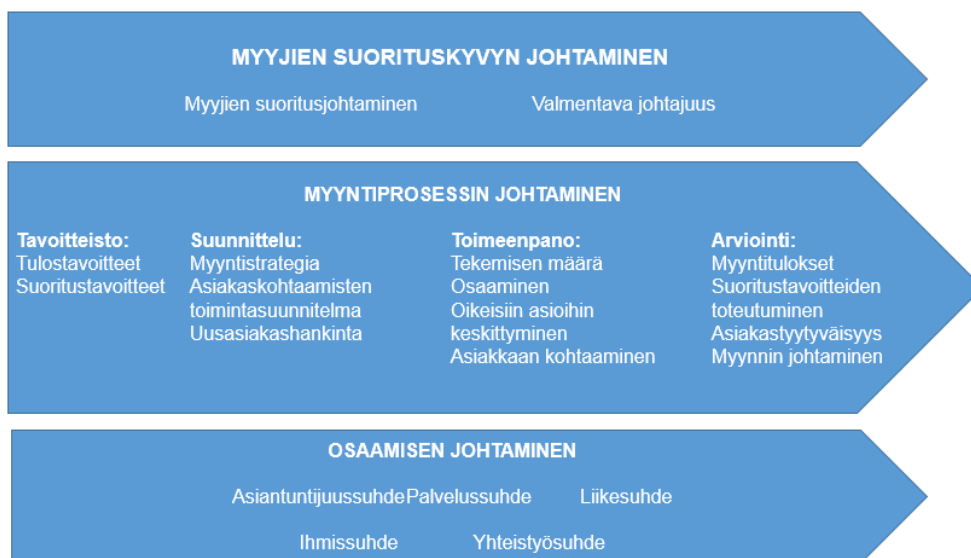 MYYJIEN SUORITUSKYVYN JOHTAMINEN
Myyjien suoritusjohtaminen
Valmentava johtajuus
MYYNTIPROSESSIN JOHTAMINEN
Tavoitteisto:
Tulostavoitteet
Suoritustavoitteet
Suunnittelu:
Myyntistrategia
Asiakaskohtaamisten
toimintasuunnitelma
Uusasiakashankinta
Toimeenpano:
Tekemisen määrä
Osaaminen
Oikeisiin asioihin
keskittyminen
Asiakkaan kohtaaminen
Arviointi:
Myyntitulokset
Suoritustavoitteiden
toteutuminen
Asiakastyytyväisyys
Myynnin johtaminen
OSAAMISEN JOHTAMINEN
Asiantuntijuussuhde
Palvelussuhde
Liikesuhde
Ihmissuhde
Yhteistyösuhde